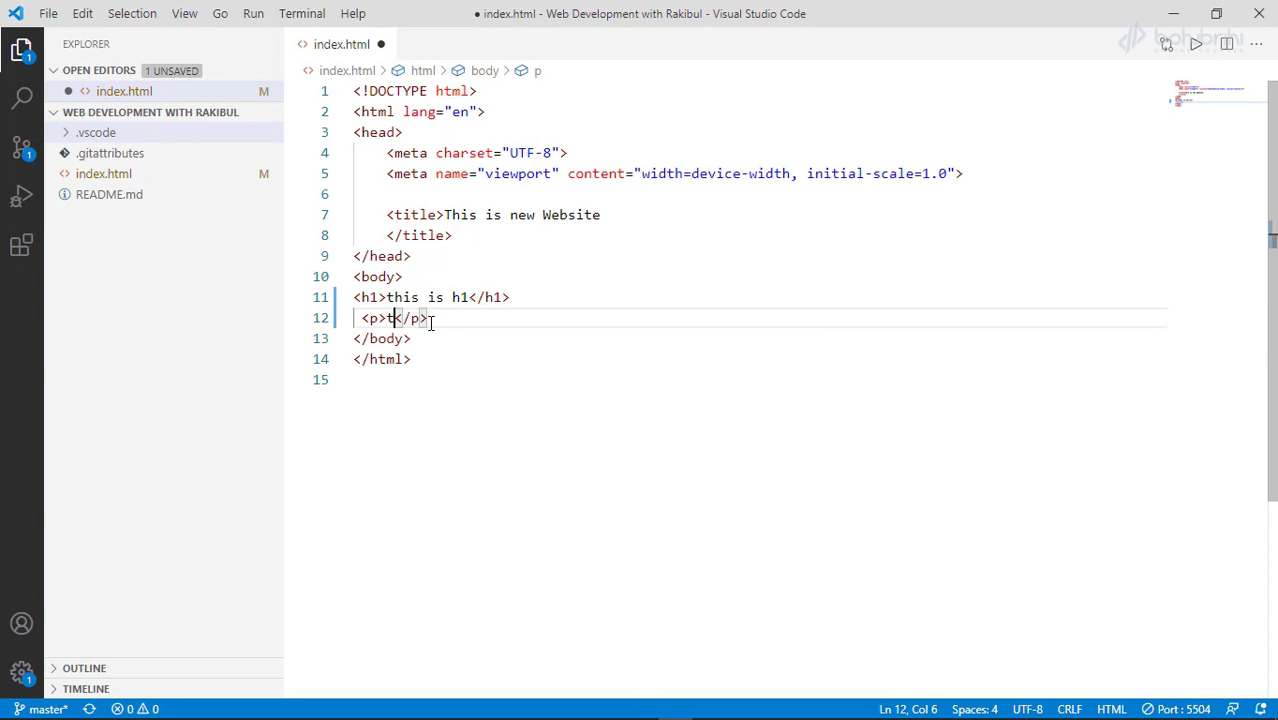 File Edit Selection View Go Run Terminal Help
● index.html - Web Development with Rakibul - Visual Studio Code
EXPLORER
OPEN EDITORS 1 UNSAVED
index.html M
WEB DEVELOPMENT WITH RAKIBUL
.vscode
.gitattributes
index.html M
README.md
OUTLINE
TIMELINE
1
1
1
index.html
bohubrihi
index.html > html > body > p
1 <!DOCTYPE html>
2 <html lang="en">
3 <head>
4 <meta charset="UTF-8">
5 <meta name="viewport" content="width=device-width, initial-scale=1.0">
6
7 <title>This is new Website
8 </title>
9 </head>
10 <body>
11 <h1>this is h1</h1>
12 <p>t</p>
13 </body>
14 </html>
15
master* 0 0 Ln 12, Col 6 Spaces: 4 UTF-8 CRLF HTML Port : 5504